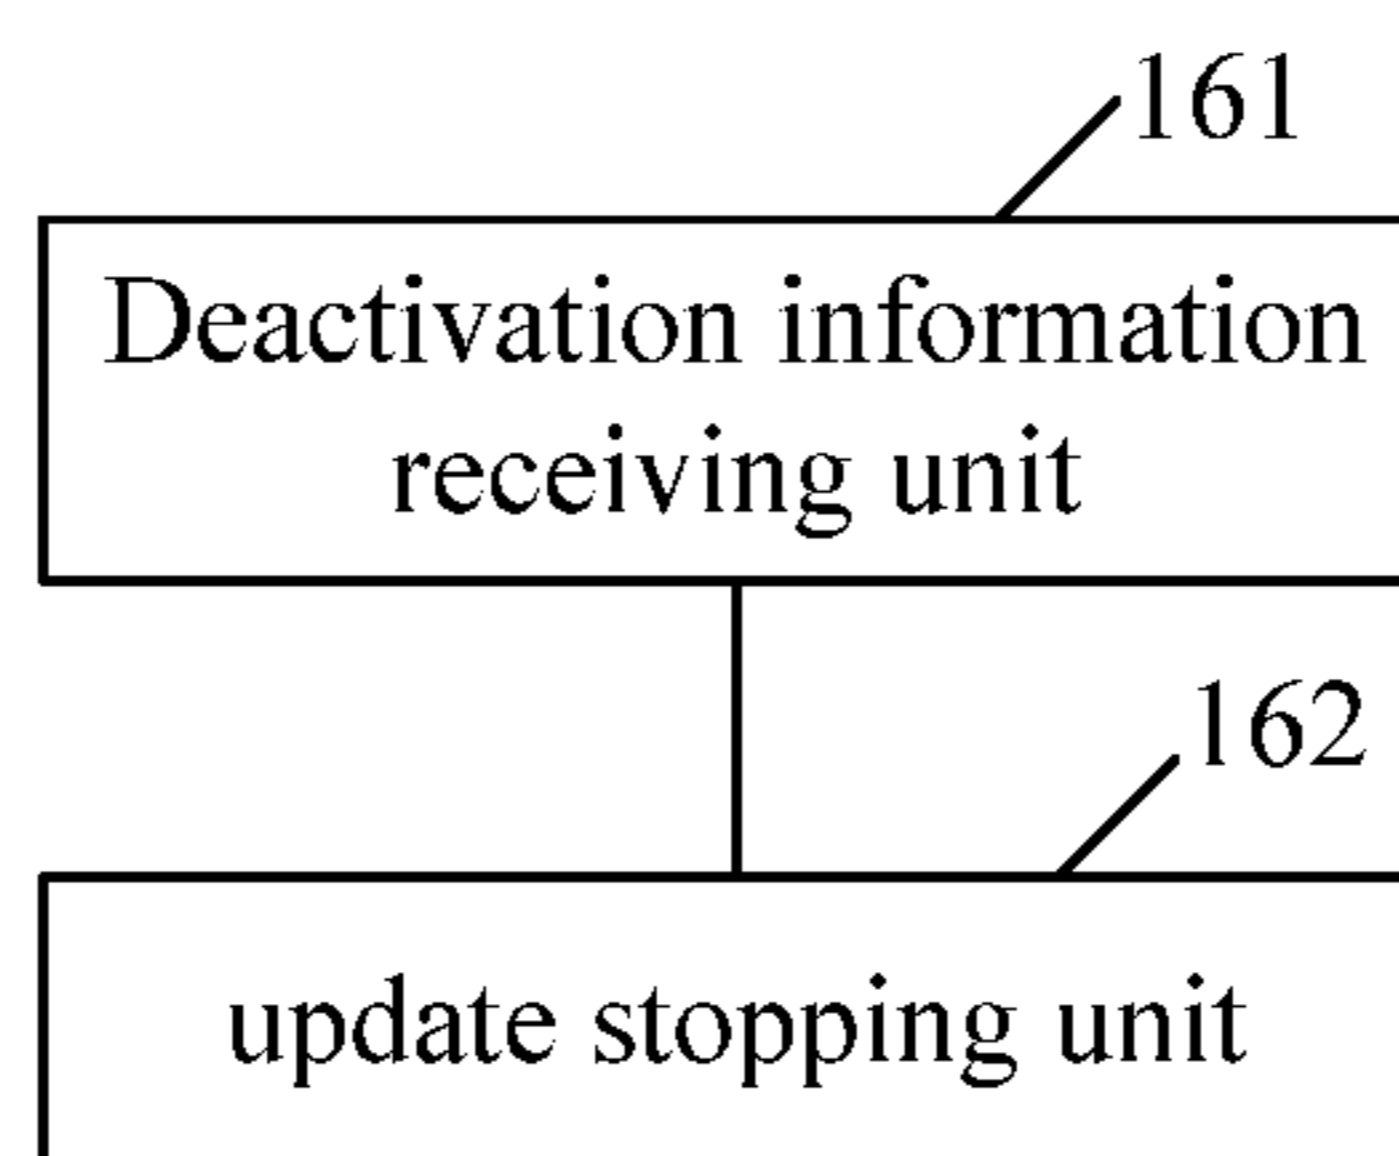 161
Deactivation information
receiving unit
162
update stopping unit